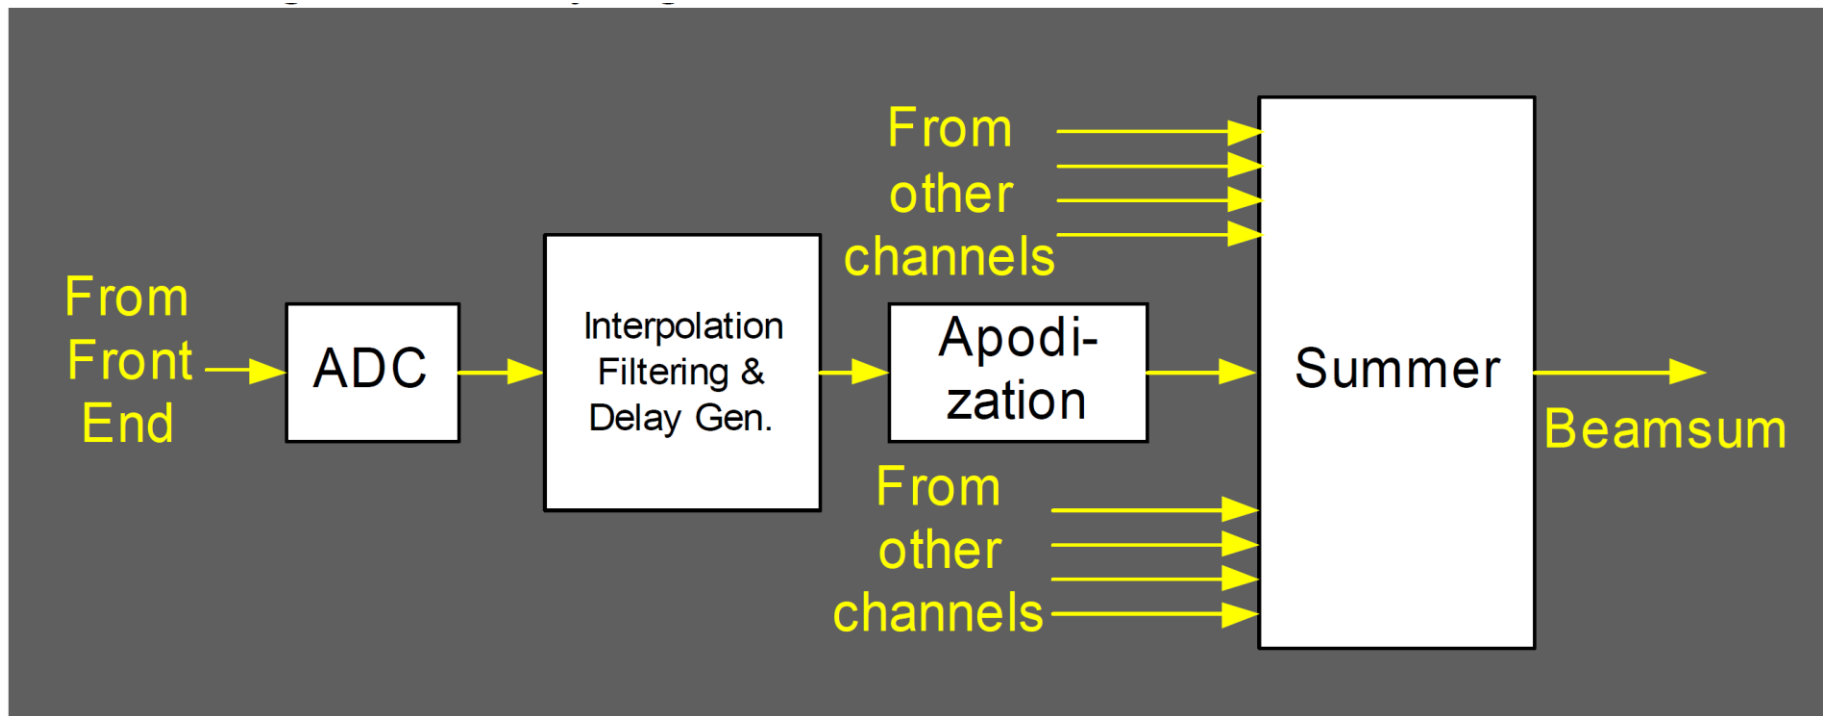 From
Front
End
ADC
Interpolation
Filtering &
Delay Gen.
Apodi-
zation
From
other
channels
From
other
channels
Summer
Beamsum